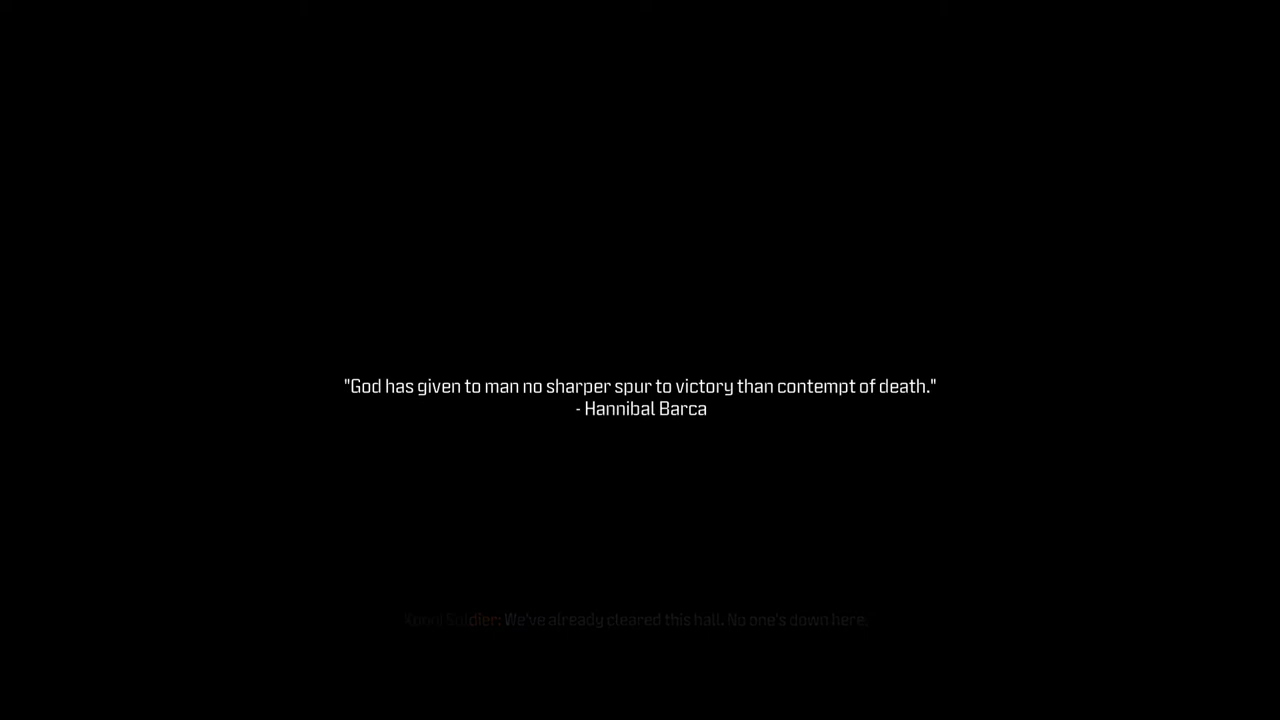 "God has given to man no sharper spur to victory than contempt of death."
- Hannibal Barca
Soldier: We've already cleared this hall. No one's down here.